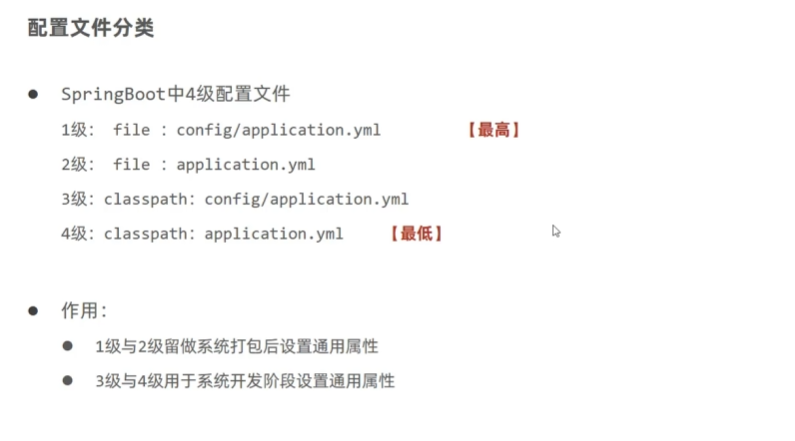 配置文件分类
● SpringBoot中4级配置文件
1级： file ：config/application.yml 【最高】
2级： file ：application.yml
3级：classpath：config/application.yml
4级：classpath：application.yml 【最低】
● 作用：
● 1级与2级留做系统打包后设置通用属性
● 3级与4级用于系统开发阶段设置通用属性